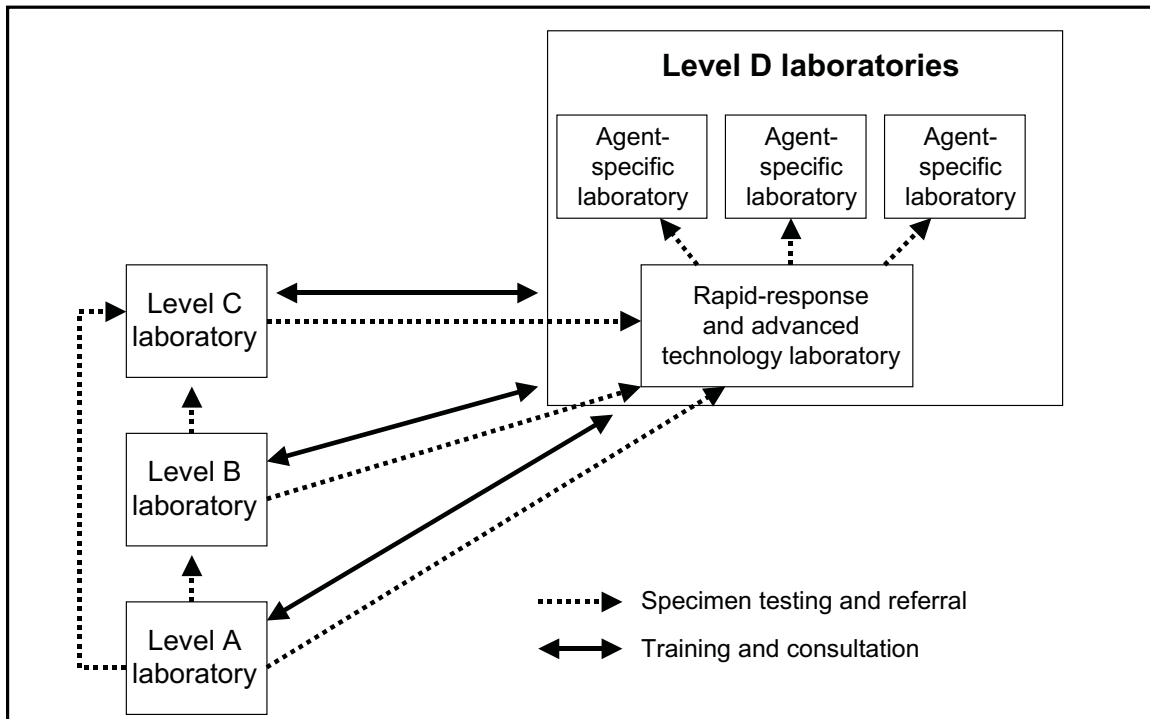 Level D laboratories
Agent-
specific
laboratory
Agent-
specific
laboratory
Agent-
specific
laboratory
Level C
laboratory
Rapid-response
and advanced
technology laboratory
Level B
laboratory
Level A
laboratory
Specimen testing and referral
Training and consultation